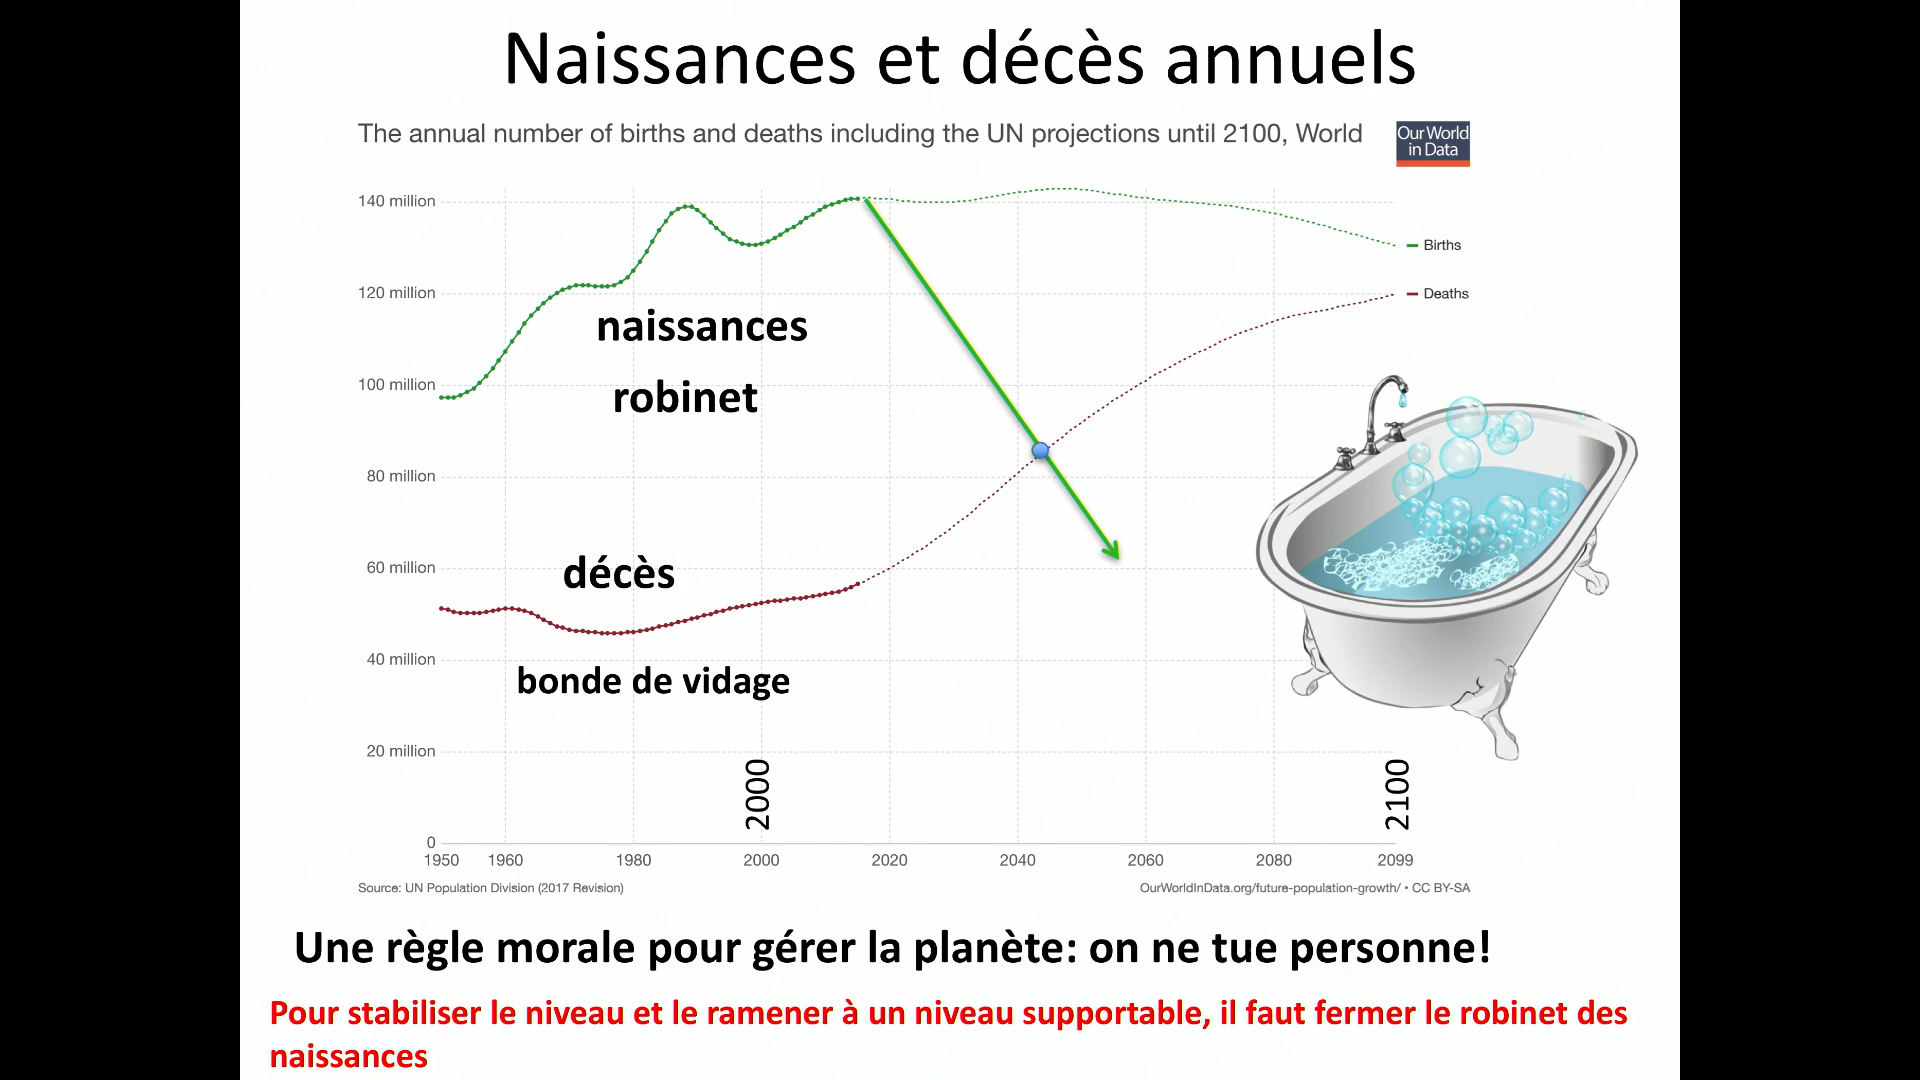 Naissances et décès annuels
The annual number of births and deaths including the UN projections until 2100, World
Our World
in Data
140 million
Births
120 million
Deaths
naissances
100 million
robinet
80 million
60 million
décès
40 million
bonde de vidage
20 million
2000
2100
0
1950 1960 1980 2000 2020 2040 2060 2080 2099
Source: UN Population Division (2017 Revision)
OurWorldInData.org/future-population-growth/ • CC BY-SA
Une règle morale pour gérer la planète: on ne tue personne!
Pour stabiliser le niveau et le ramener à un niveau supportable, il faut fermer le robinet des
naissances